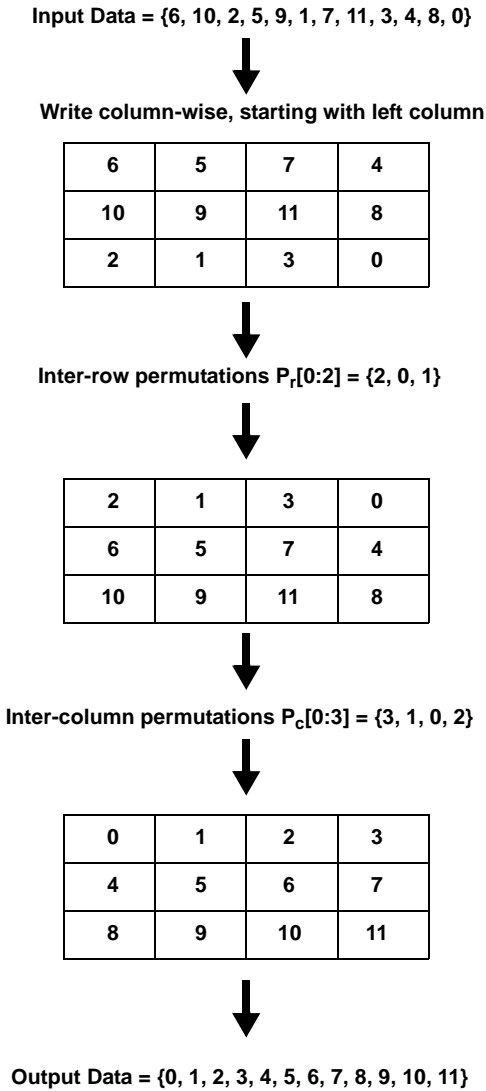 Input Data = {6, 10, 2, 5, 9, 1, 7, 11, 3, 4, 8, 0}
Write column-wise, starting with left column
6 5 7 4
10 9 11 8
2 1 3 0
Inter-row permutations Pr[0:2] = {2, 0, 1}
2 1 3 0
6 5 7 4
10 9 11 8
Inter-column permutations Pc[0:3] = {3, 1, 0, 2}
0 1 2 3
4 5 6 7
8 9 10 11
Output Data = {0, 1, 2, 3, 4, 5, 6, 7, 8, 9, 10, 11}